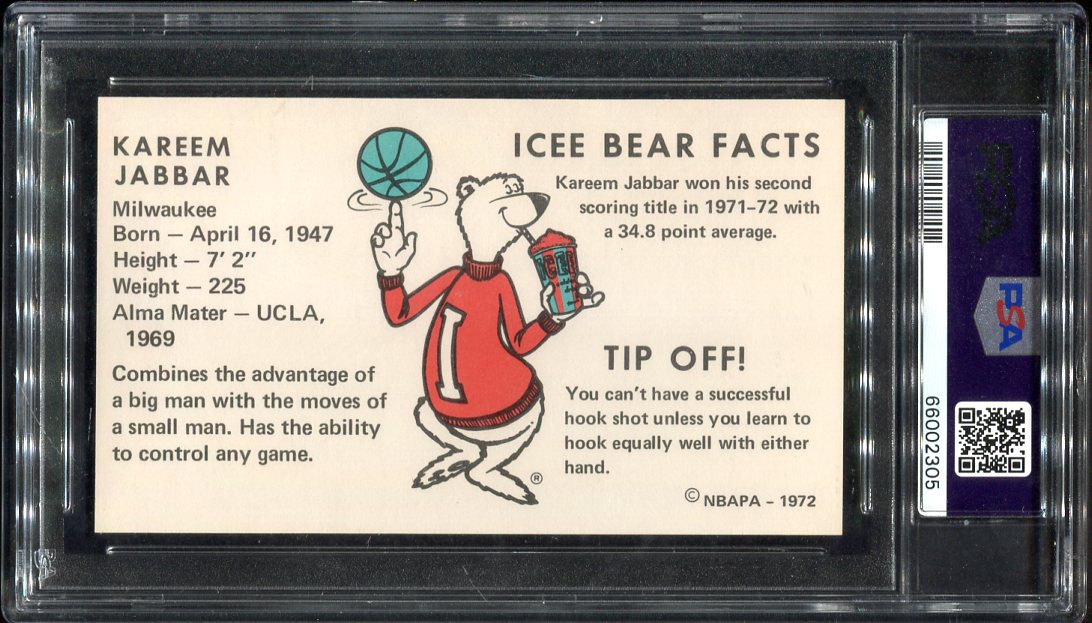 KAREEM
JABBAR
Milwaukee
Born — April 16, 1947
Height — 7' 2"
Weight — 225
Alma Mater — UCLA,
1969
Combines the advantage of
a big man with the moves of
a small man. Has the ability
to control any game.
ICEE BEAR FACTS
Kareem Jabbar won his second
scoring title in 1971–72 with
a 34.8 point average.
ICEE
I
TIP OFF!
You can't have a successful
hook shot unless you learn to
hook equally well with either
hand.
®
© NBAPA – 1972
PSA
PSA
66002305
PSA